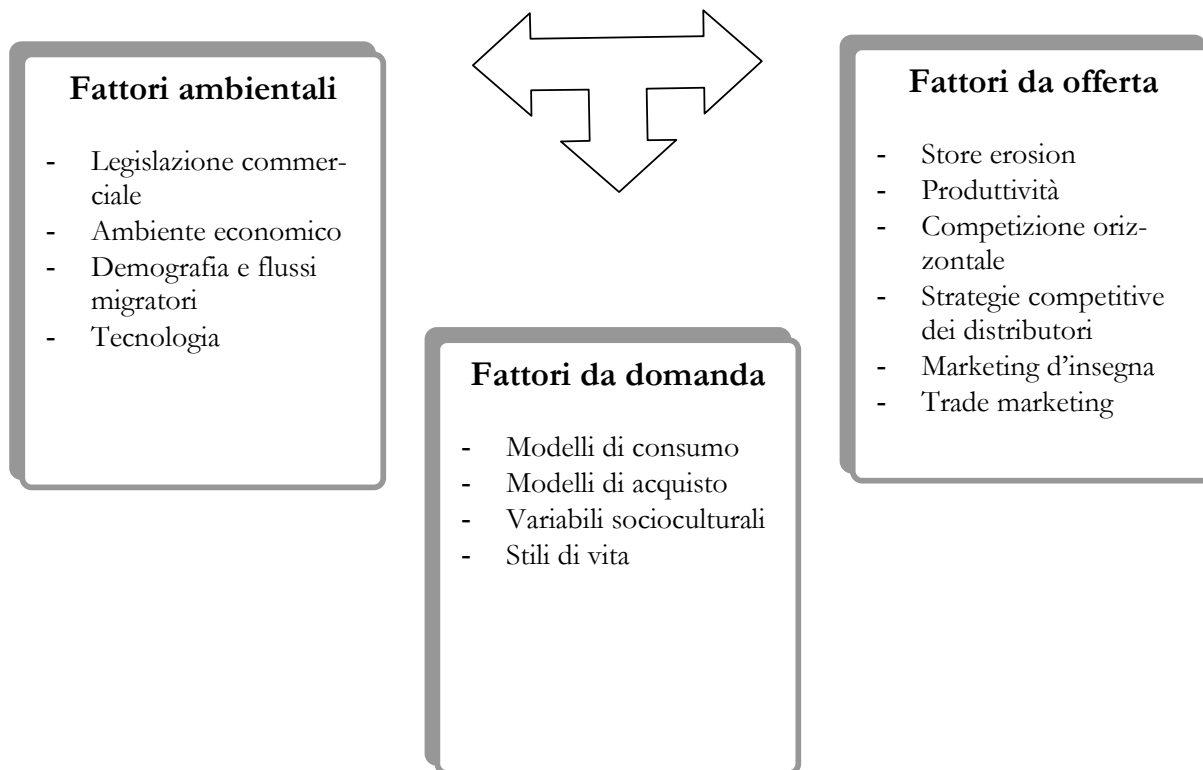 Fattori ambientali
- Legislazione commer-
ciale
- Ambiente economico
- Demografia e flussi
migratori
- Tecnologia
Fattori da offerta
- Store erosion
- Produttività
- Competizione oriz-
zontale
- Strategie competitive
dei distributori
- Marketing d’insegna
- Trade marketing
Fattori da domanda
- Modelli di consumo
- Modelli di acquisto
- Variabili socioculturali
- Stili di vita